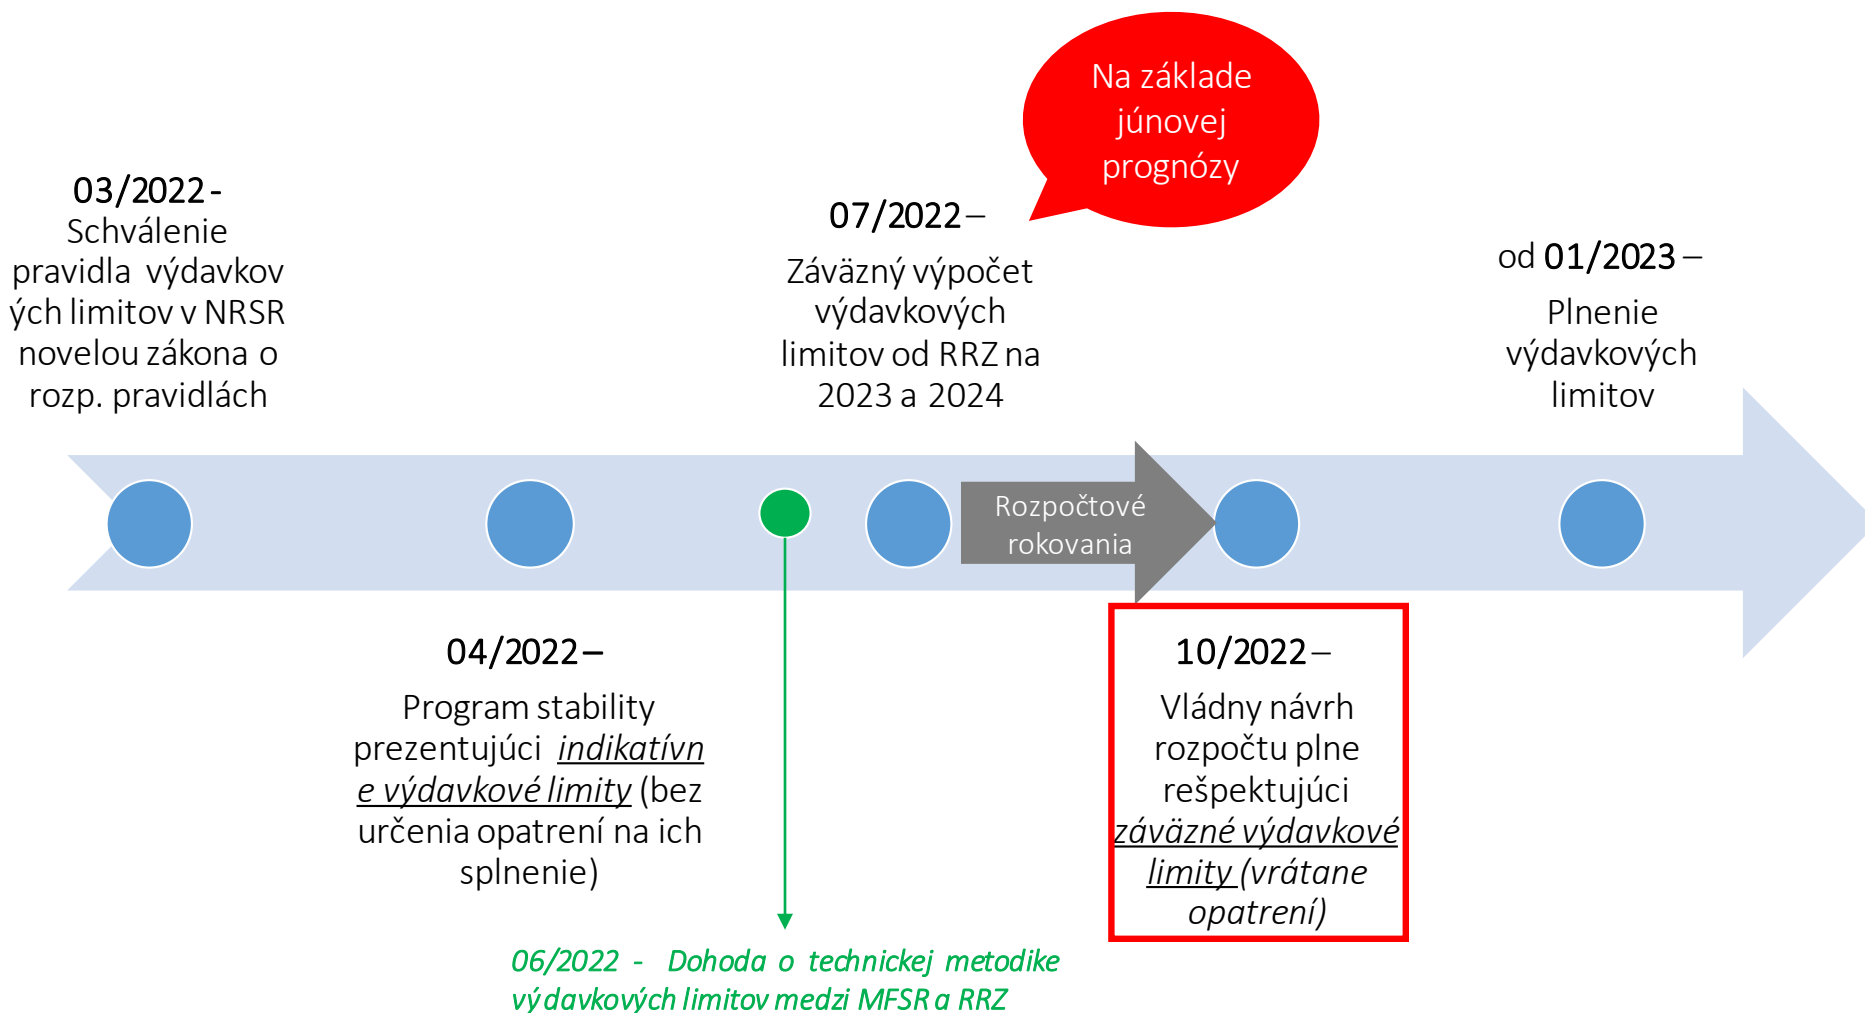 03/2022 -
Schválenie
pravidla výdavkov
ých limitov v NRSR
novelou zákona o
rozp. pravidlách
04/2022 –
Program stability
prezentujúci indikatívn
e výdavkové limity (bez
určenia opatrení na ich
splnenie)
06/2022 - Dohoda o technickej metodike
výdavkových limitov medzi MFSR a RRZ
07/2022 –
Záväzný výpočet
výdavkových
limitov od RRZ na
2023 a 2024
Na základe
júnovej
prognózy
Rozpočtové
rokovania
10/2022 –
Vládny návrh
rozpočtu plne
rešpektujúci
záväzné výdavkové
limity (vrátane
opatrení)
od 01/2023 –
Plnenie
výdavkových
limitov